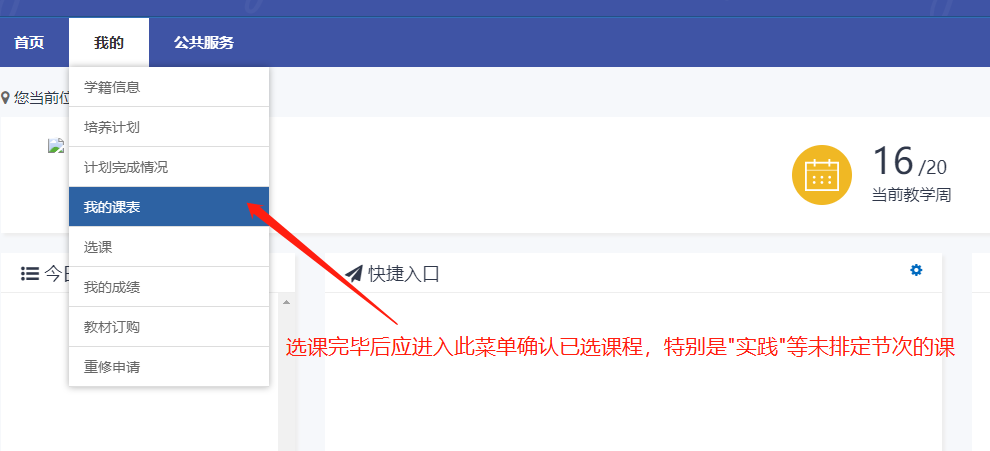 首页 我的 公共服务
您当前位
学籍信息
培养计划
计划完成情况
我的课表
选课
我的成绩
教材订购
重修申请
16/20
当前教学周
今日
快捷入口
选课完毕后应进入此菜单确认已选课程，特别是"实践"等未排定节次的课